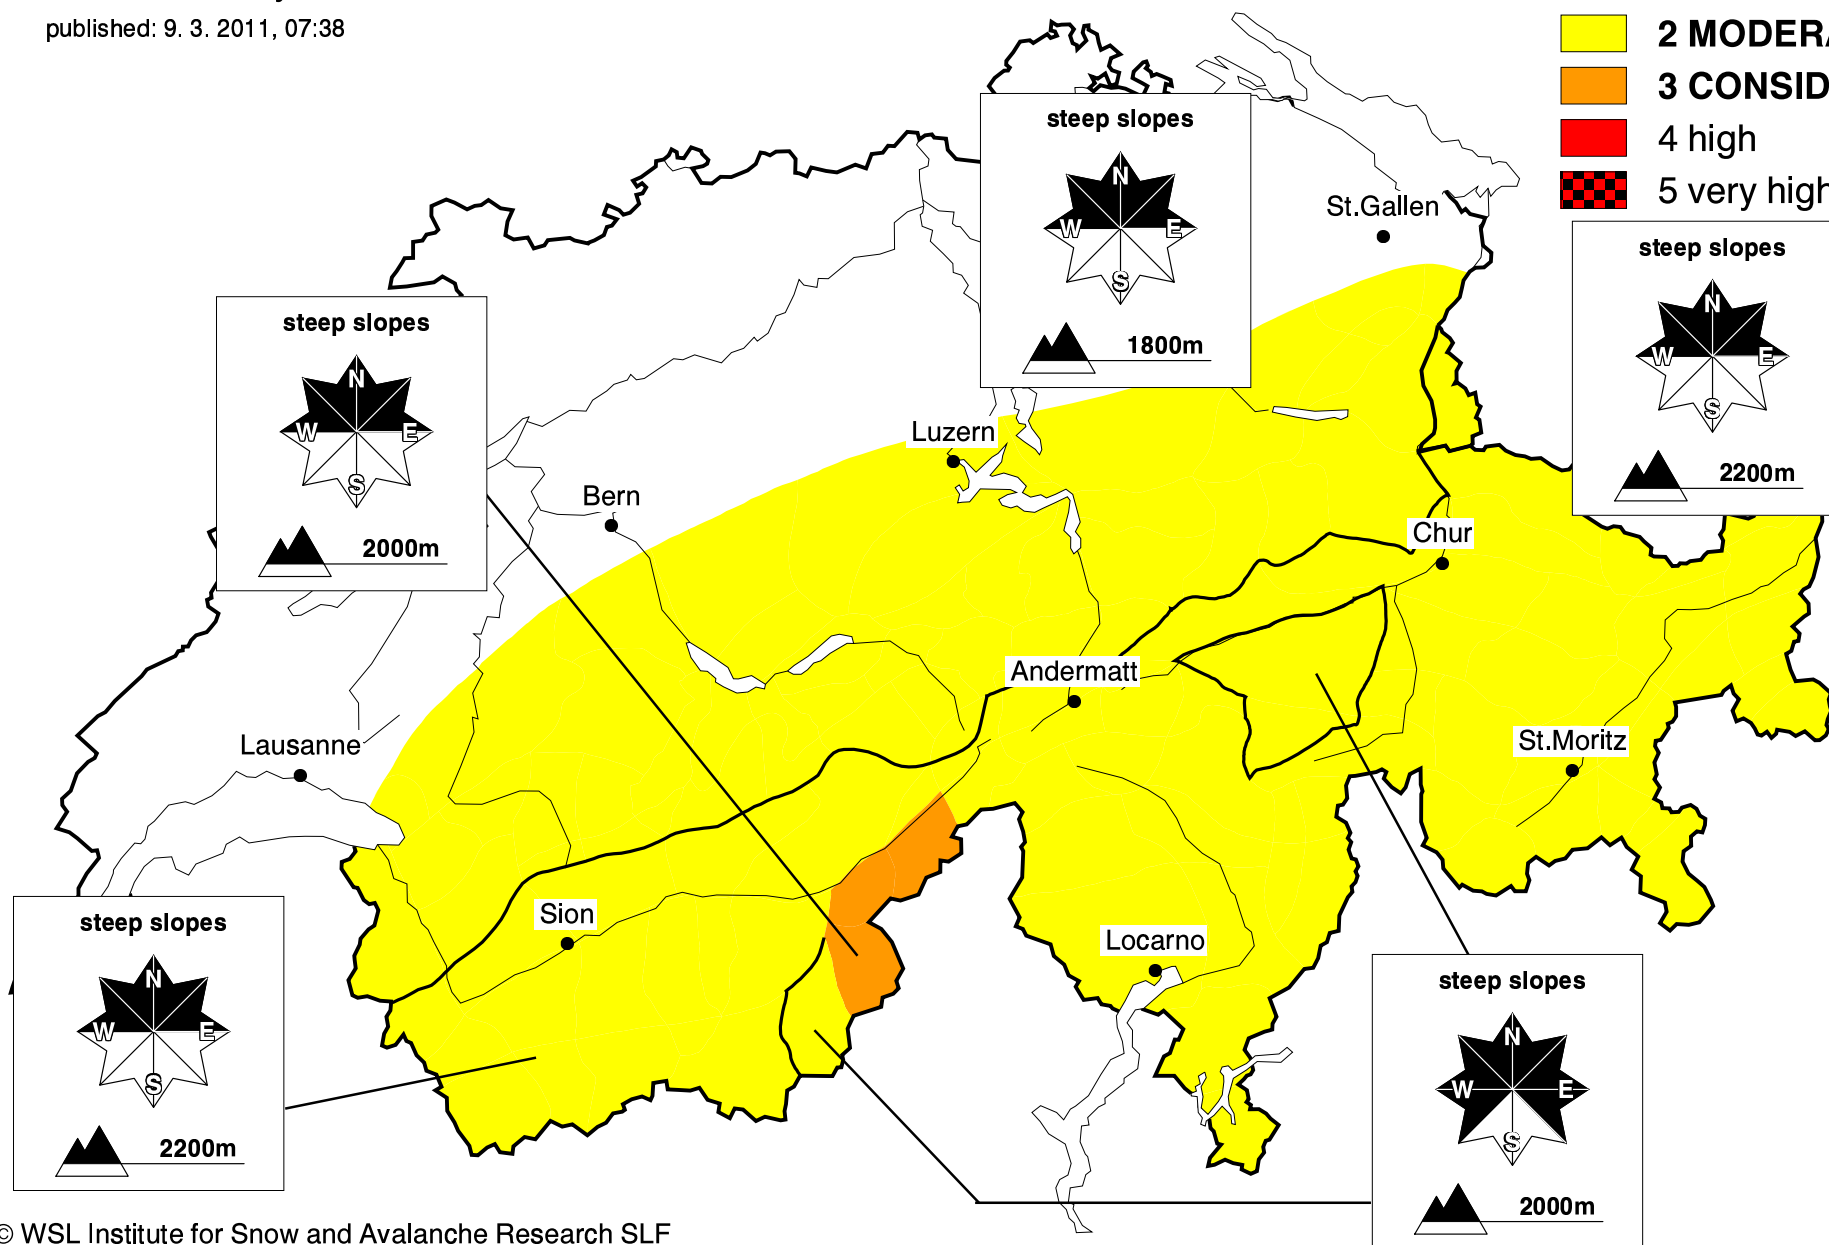 published: 9. 3. 2011, 07:38
2
3
4 high
5 very high
steep slopes
N
W E
S
1800m
St.Gallen
steep slopes
N
W E
S
2200m
steep slopes
N
W E
S
2000m
Luzern
Bern
Chur
Andermatt
Lausanne
St.Moritz
Sion
Locarno
steep slopes
N
W E
S
2200m
steep slopes
N
W E
S
2000m
© WSL Institute for Snow and Avalanche Research SLF